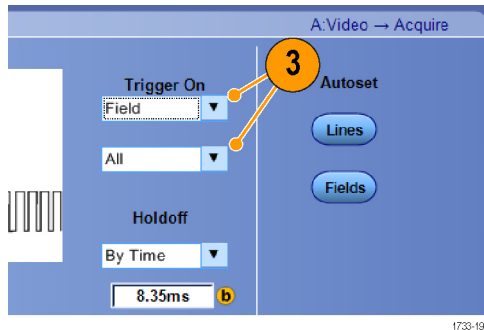 A:Video → Acquire
3
Trigger On
Autoset
Field
Lines
All
Fields
Holdoff
By Time
8.35ms b
1733-19